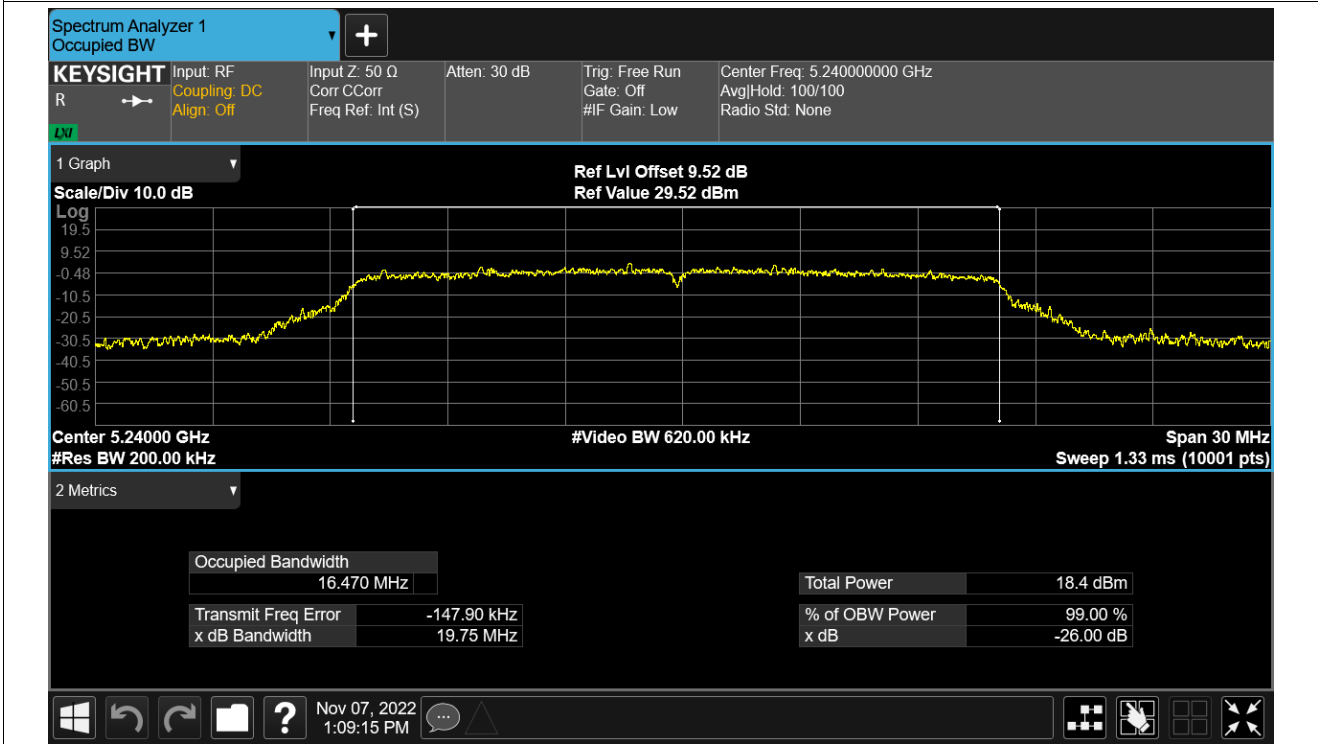 Spectrum Analyzer 1
Occupied BW
KEYSIGHT Input: RF Input Z: 50 Ω Atten: 30 dB Trig: Free Run Center Freq: 5.240000000 GHz
R Coupling: DC Corr CCorr Gate: Off Avg|Hold: 100/100
Align: Off Freq Ref: Int (S) #IF Gain: Low Radio Std: None
LXI
1 Graph
Ref Lvl Offset 9.52 dB
Scale/Div 10.0 dB Ref Value 29.52 dBm
Log
19.5
9.52
-0.48
-10.5
-20.5
-30.5
-40.5
-50.5
-60.5
Center 5.24000 GHz #Video BW 620.00 kHz Span 30 MHz
#Res BW 200.00 kHz Sweep 1.33 ms (10001 pts)
2 Metrics
Occupied Bandwidth
16.470 MHz Total Power 18.4 dBm
Transmit Freq Error -147.90 kHz % of OBW Power 99.00 %
x dB Bandwidth 19.75 MHz x dB -26.00 dB
Nov 07, 2022
1:09:15 PM